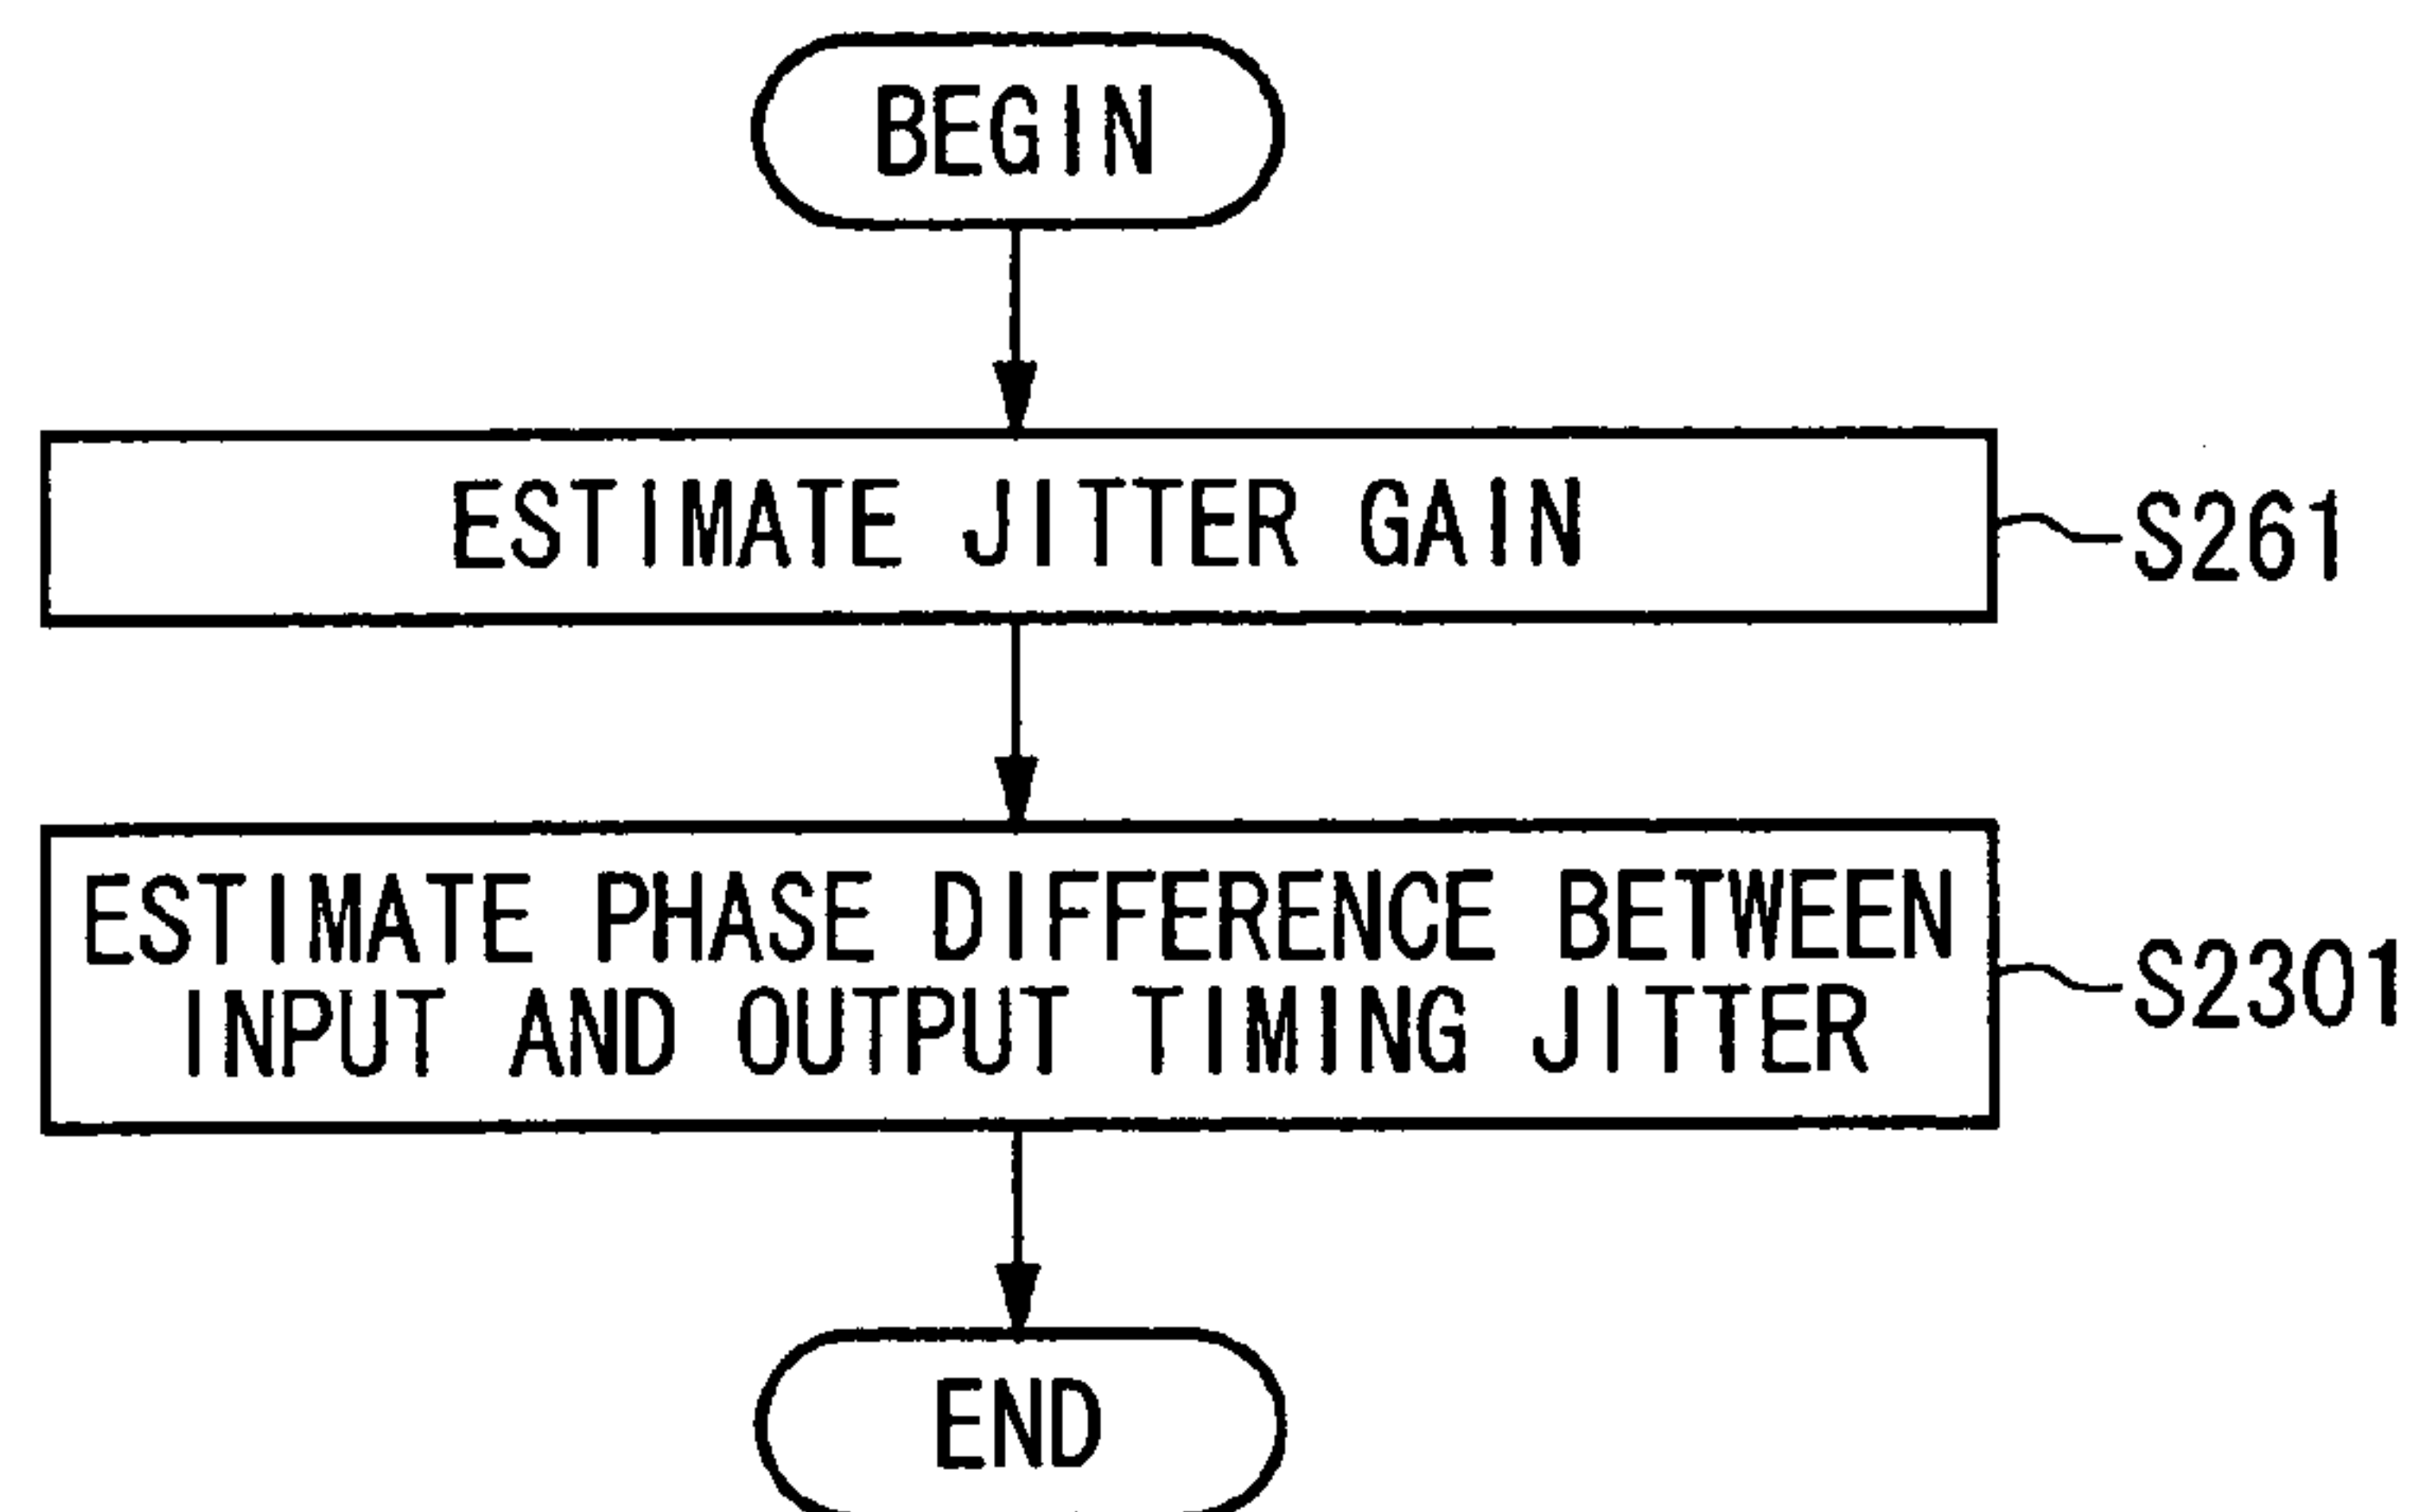 BEGIN
ESTIMATE JITTER GAIN
S261
ESTIMATE PHASE DIFFERENCE BETWEEN
INPUT AND OUTPUT TIMING JITTER
S2301
END